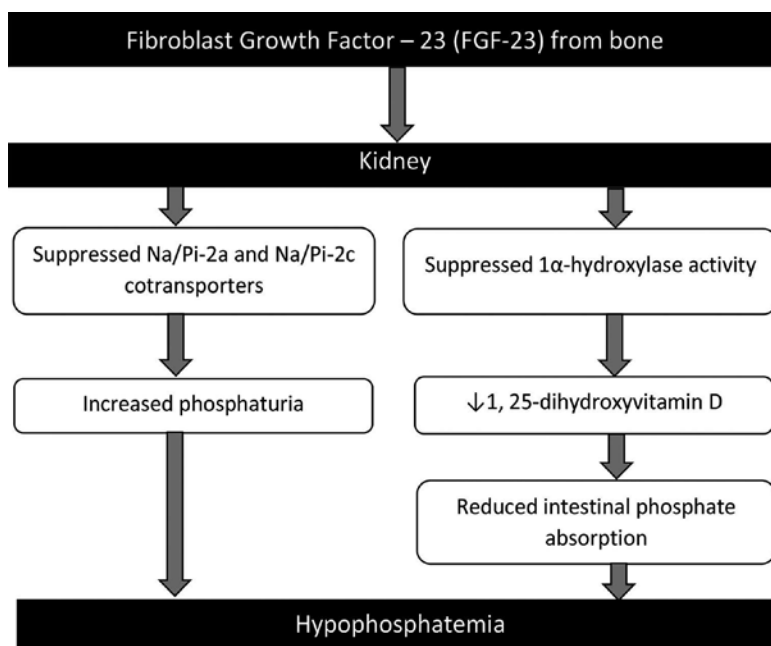 Fibroblast Growth Factor – 23 (FGF-23) from bone
Kidney
Suppressed Na/Pi-2a and Na/Pi-2c
cotransporters
Increased phosphaturia
Suppressed 1α-hydroxylase activity
↓1, 25-dihydroxyvitamin D
Reduced intestinal phosphate
absorption
Hypophosphatemia